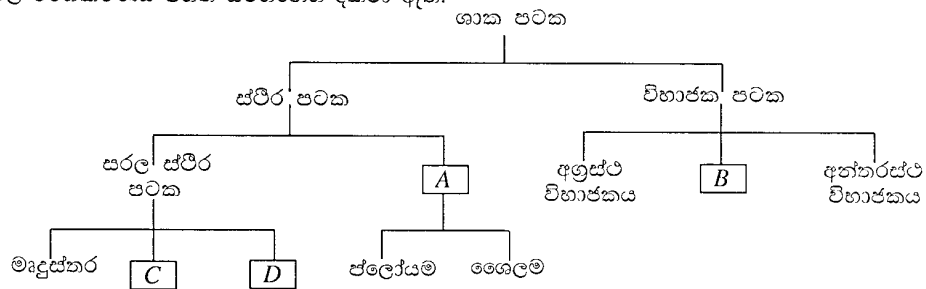 ශාක පටක
ස්ථිර පටක
විභාජක පටක
සරල ස්ථිර
පටක
A
අග්‍රස්ථ
විභාජකය
B
අන්තරස්ථ
විභාජකය
මෘදුස්තර
C
D
ප්ලෝයම
ශෛලම